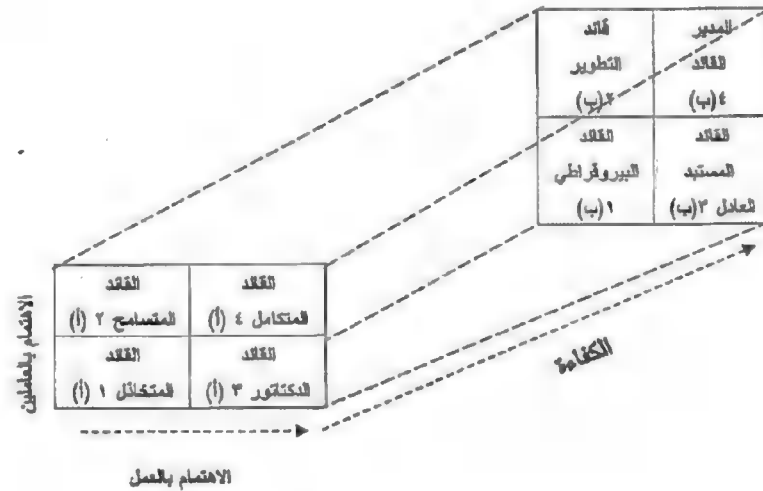 المدير
القائد
٤(ب)
قائد
التطوير
٢(ب)
القائد
المستبد
العادل ٣(ب)
القائد
البيروقراطي
١(ب)
القائد
المتكامل ٤ (أ)
القائد
المتسامح ٢ (أ)
القائد
الدكتاتور ٣ (أ)
القائد
المتخاذل ١ (أ)
الاهتمام بالعاملين
الكفاءة
الاهتمام بالعمل